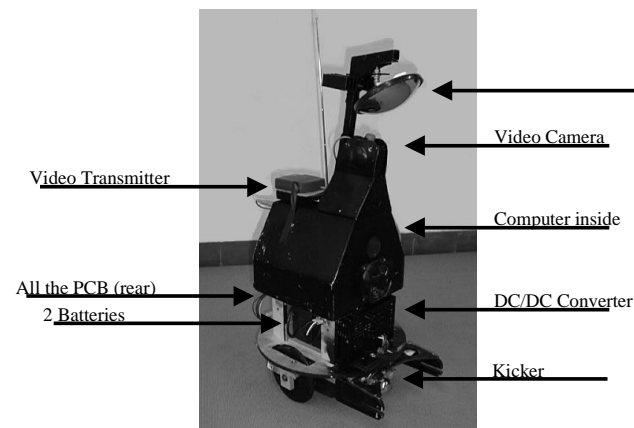 Video Camera
Video Transmitter
Computer inside
All the PCB (rear)
DC/DC Converter
2 Batteries
Kicker